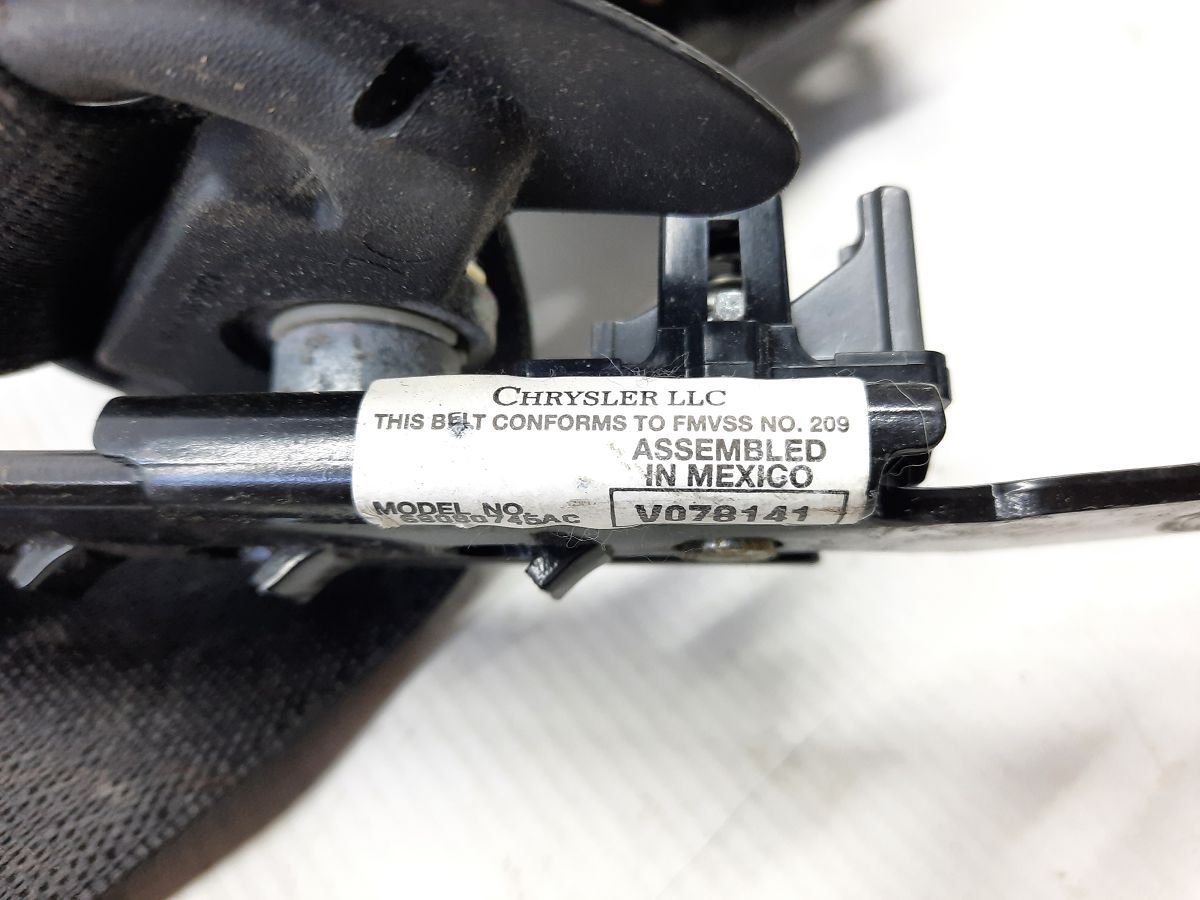 CHRYSLER LLC
THIS BELT CONFORMS TO FMVSS NO. 209
ASSEMBLED
IN MEXICO
MODEL NO.
V078141